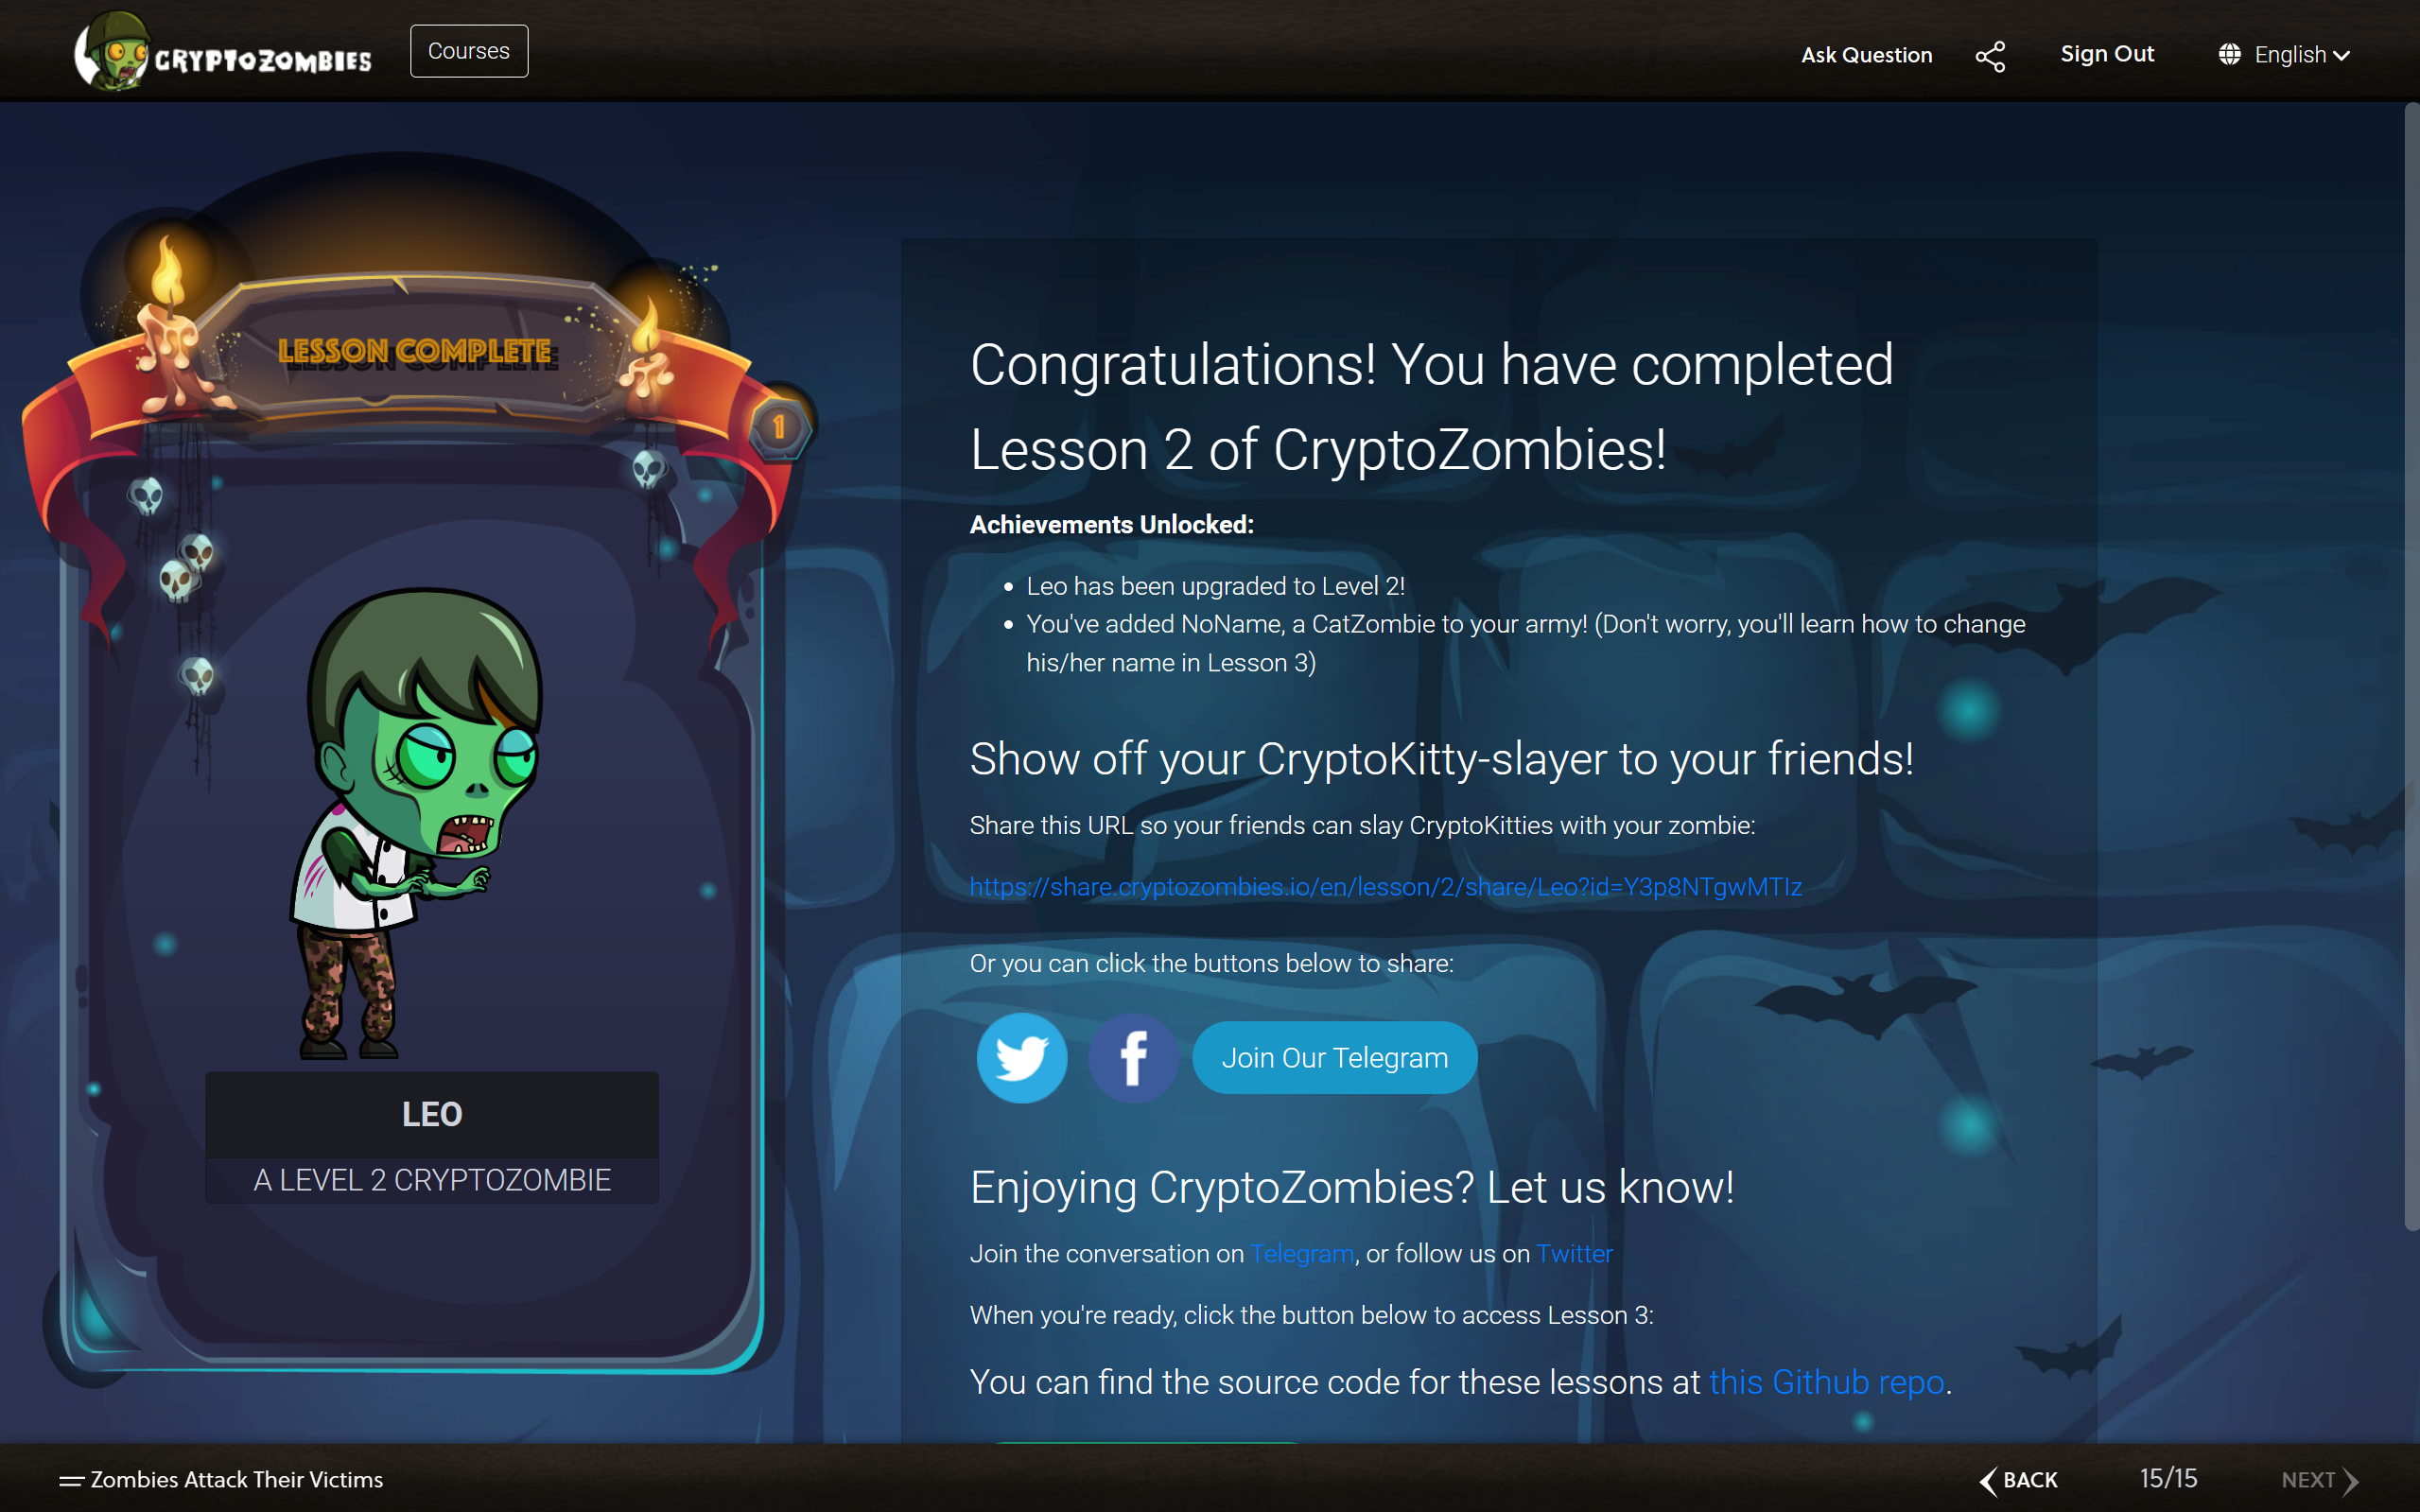 CRYPTOZOMBIES
Courses
Ask Question
Sign Out
English
LESSON COMPLETE
1
LEO
A LEVEL 2 CRYPTOZOMBIE
Congratulations! You have completed
Lesson 2 of CryptoZombies!
Achievements Unlocked:
Leo has been upgraded to Level 2!
You've added NoName, a CatZombie to your army! (Don't worry, you'll learn how to change
his/her name in Lesson 3)
Show off your CryptoKitty-slayer to your friends!
Share this URL so your friends can slay CryptoKitties with your zombie:
https://share.cryptozombies.io/en/lesson/2/share/Leo?id=Y3p8NTgwMTIz
Or you can click the buttons below to share:
Join Our Telegram
Enjoying CryptoZombies? Let us know!
Join the conversation on Telegram, or follow us on Twitter
When you're ready, click the button below to access Lesson 3:
You can find the source code for these lessons at this Github repo.
Zombies Attack Their Victims
BACK
15/15
NEXT